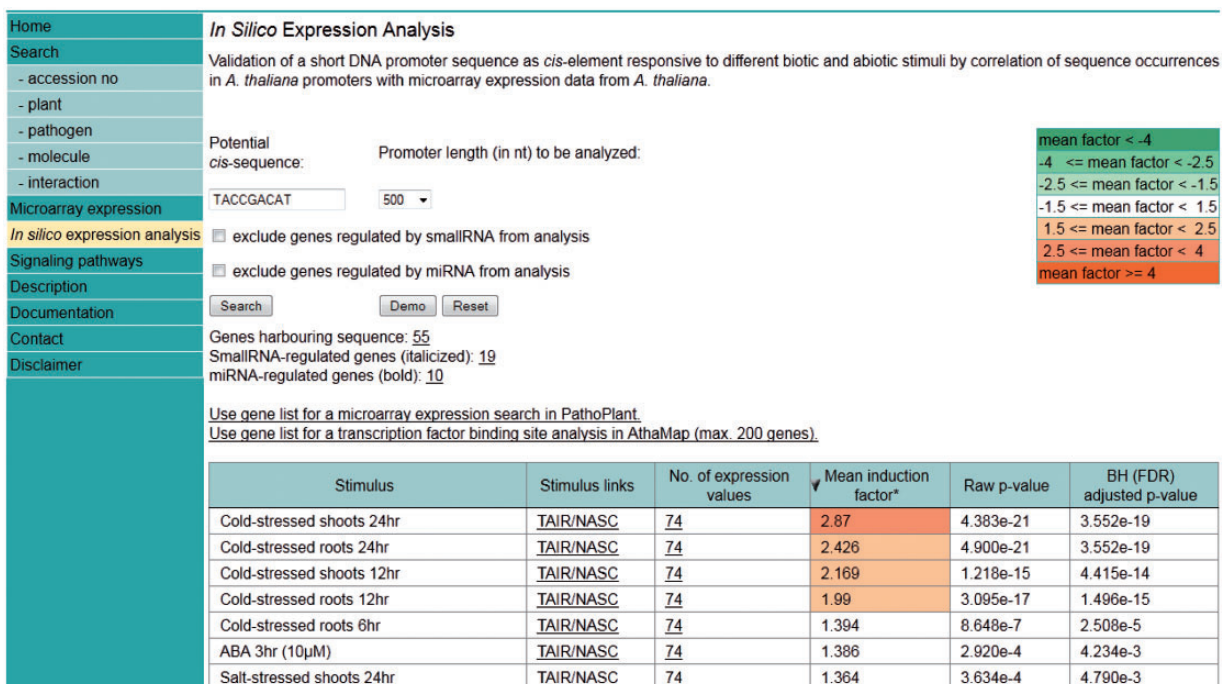 Home
Search
- accession no
- plant
- pathogen
- molecule
- interaction
Microarray expression
In silico expression analysis
Signaling pathways
Description
Documentation
Contact
Disclaimer
In Silico Expression Analysis
Validation of a short DNA promoter sequence as cis-element responsive to different biotic and abiotic stimuli by correlation of sequence occurrences
in A. thaliana promoters with microarray expression data from A. thaliana.
Potential
cis-sequence:
Promoter length (in nt) to be analyzed:
TACCGACAT
500
exclude genes regulated by smallRNA from analysis
exclude genes regulated by miRNA from analysis
Search Demo Reset
mean factor < -4
-4 <= mean factor < -2.5
-2.5 <= mean factor < -1.5
-1.5 <= mean factor < 1.5
1.5 <= mean factor < 2.5
2.5 <= mean factor < 4
mean factor >= 4
Genes harbouring sequence: 55
SmallRNA-regulated genes (italicized): 19
miRNA-regulated genes (bold): 10
Use gene list for a microarray expression search in PathoPlant.
Use gene list for a transcription factor binding site analysis in AthaMap (max. 200 genes).
Stimulus Stimulus links No. of expression values Mean induction factor* Raw p-value BH (FDR) adjusted p-value
Cold-stressed shoots 24hr TAIR/NASC 74 2.87 4.383e-21 3.552e-19
Cold-stressed roots 24hr TAIR/NASC 74 2.426 4.900e-21 3.552e-19
Cold-stressed shoots 12hr TAIR/NASC 74 2.169 1.218e-15 4.415e-14
Cold-stressed roots 12hr TAIR/NASC 74 1.99 3.095e-17 1.496e-15
Cold-stressed roots 6hr TAIR/NASC 74 1.394 8.648e-7 2.508e-5
ABA 3hr (10µM) TAIR/NASC 74 1.386 2.920e-4 4.234e-3
Salt-stressed shoots 24hr TAIR/NASC 74 1.364 3.634e-4 4.790e-3